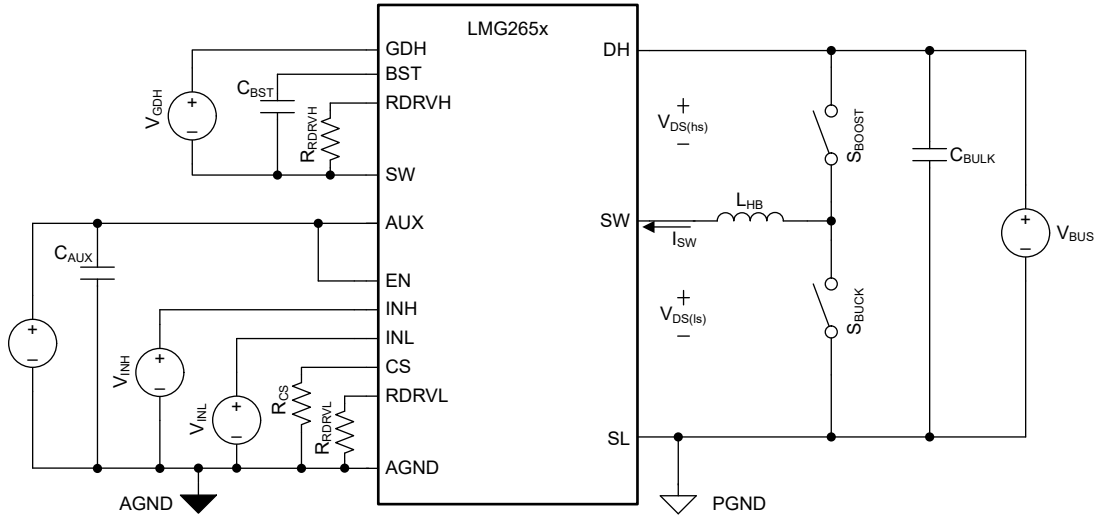 LMG265x
GDH
BST
RDRVH
SW
AUX
EN
INH
INL
CS
RDRVL
AGND
DH
SW
SL
V_GDH
+
–
C_BST
R_RDRVH
C_AUX
+
–
V_INH
+
–
V_INL
+
–
R_CS
R_RDRVL
AGND
+
V_DS(hs)
–
S_BOOST
C_BULK
L_HB
I_SW
+
–
V_BUS
+
V_DS(ls)
–
S_BUCK
PGND